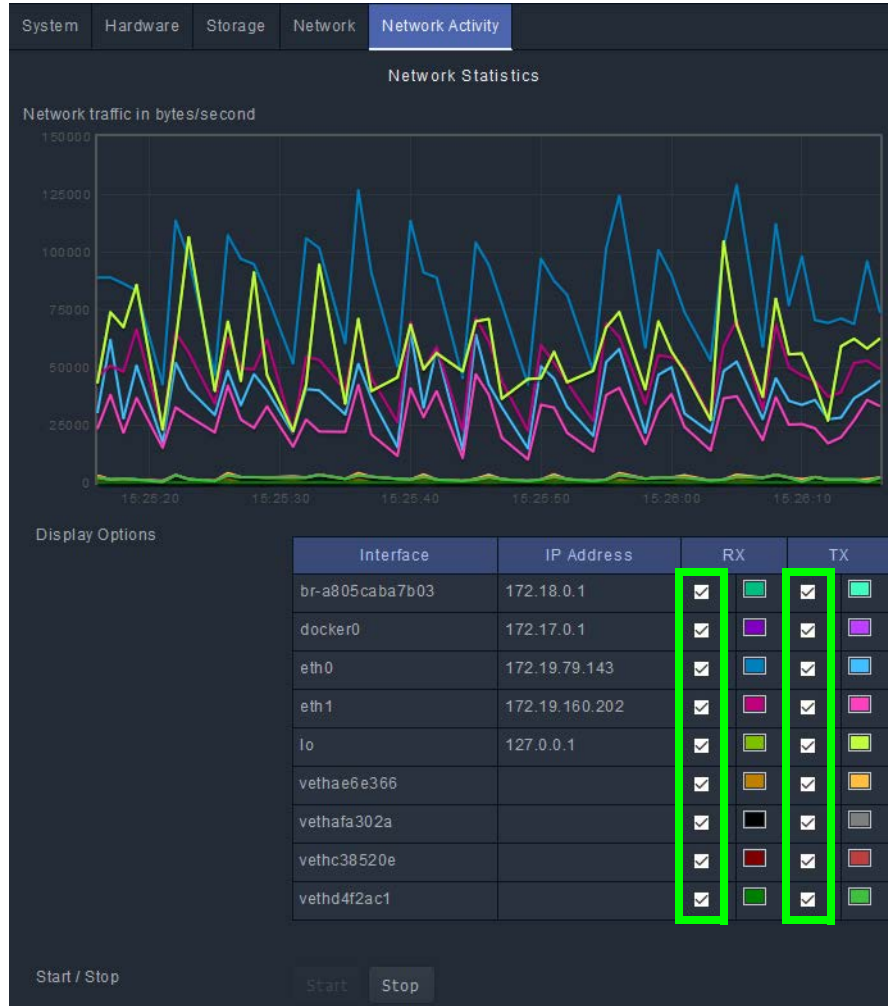 System Hardware Storage Network Network Activity
Network Statistics
Network traffic in bytes/second
150000
125000
100000
75000
50000
25000
0
15:25:20 15:25:30 15:25:40 15:25:50 15:26:00 15:26:10
Display Options
Interface IP Address RX TX
br-a805caba7b03 172.18.0.1
docker0 172.17.0.1
eth0 172.19.79.143
eth1 172.19.160.202
lo 127.0.0.1
vethae6e366
vethafa302a
vethc38520e
vethd4f2ac1
Start / Stop Start Stop